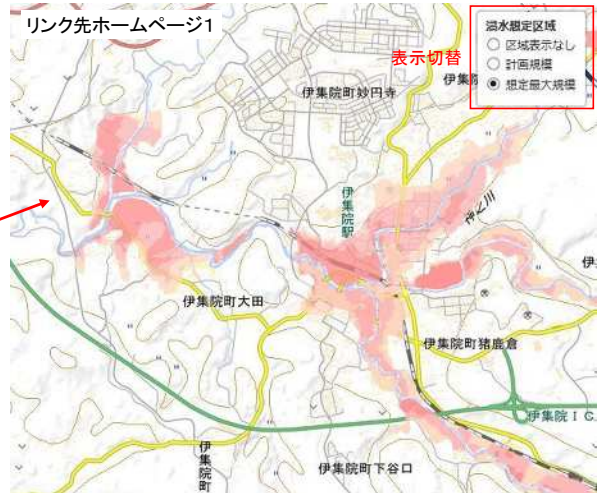 リンク先ホームページ1
表示切替
浸水想定区域
区域表示なし
計画規模
想定最大規模
伊集院町妙円寺
伊集院
伊集院駅
神之川
伊集院町大田
伊集院町猪鹿倉
伊集院IC
伊集院町
伊集院町下谷口